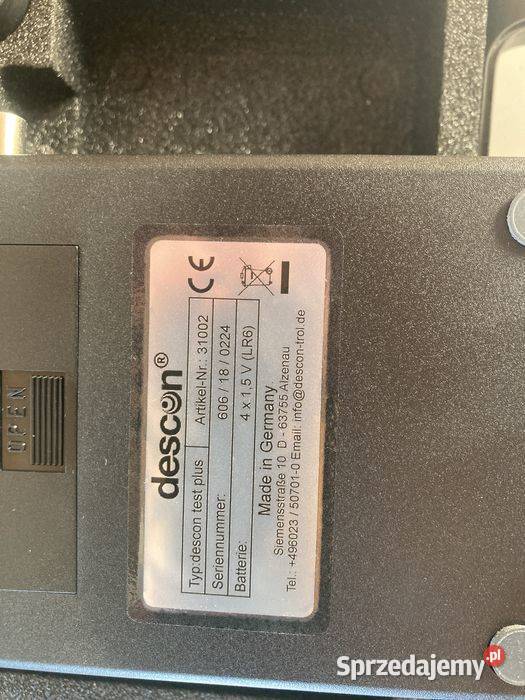 descon®
Typ:descon test plus Artikel-Nr.: 31002
Seriennummer: 606 / 18 / 0224
Batterie: 4 x 1,5 V (LR6)
Made in Germany
Siemensstraße 10 D - 63755 Alzenau
Tel.: +496023 / 50701-0 Email: info@descon-trol.de
CE
OPEN
Sprzedajemy.pl